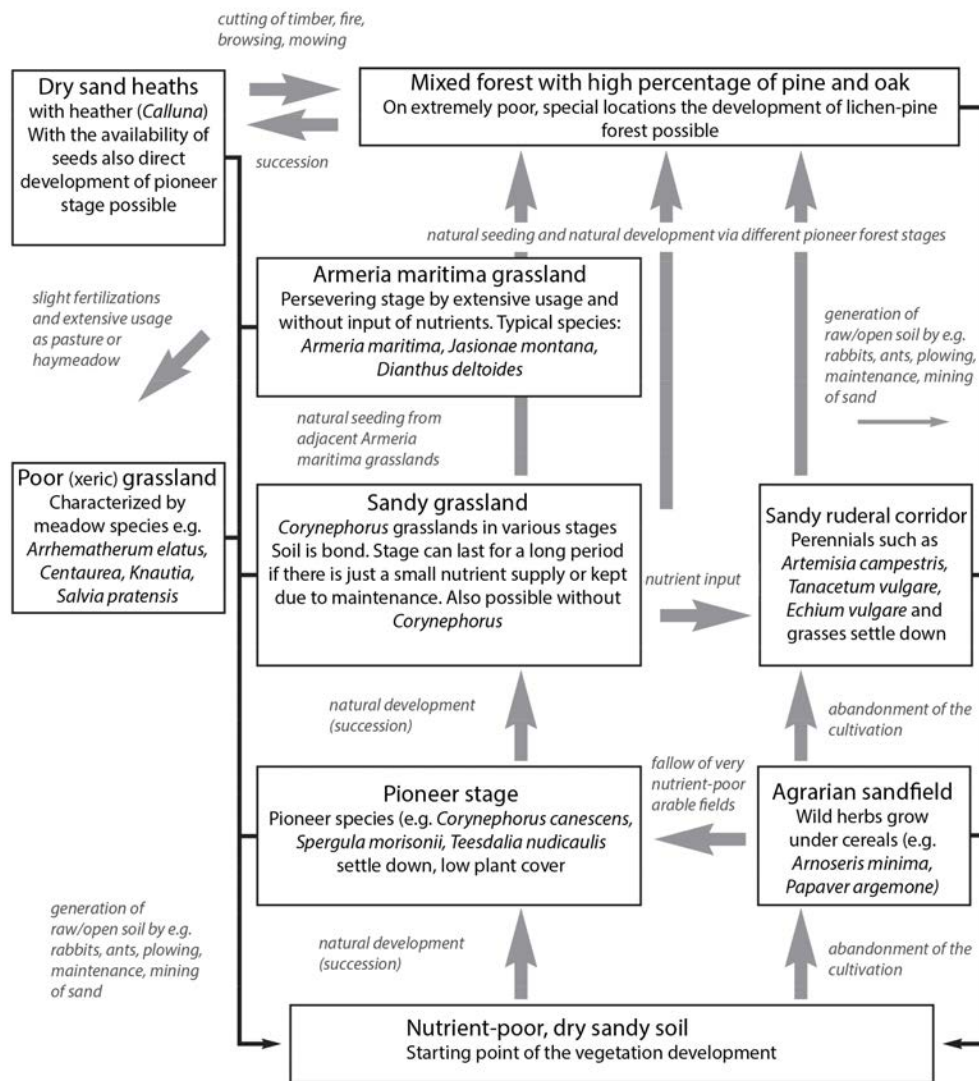 cutting of timber, fire,
browsing, mowing
Dry sand heaths
with heather (Calluna)
With the availability of
seeds also direct
development of pioneer
stage possible
Mixed forest with high percentage of pine and oak
On extremely poor, special locations the development of lichen-pine
forest possible
succession
natural seeding and natural development via different pioneer forest stages
slight fertilizations
and extensive usage
as pasture or
haymeadow
Armeria maritima grassland
Persevering stage by extensive usage and
without input of nutrients. Typical species:
Armeria maritima, Jasionae montana,
Dianthus deltoides
generation of
raw/open soil by e.g.
rabbits, ants, plowing,
maintenance, mining
of sand
natural seeding from
adjacent Armeria
maritima grasslands
Poor (xeric) grassland
Characterized by
meadow species e.g.
Arrhematherum elatus,
Centaurea, Knautia,
Salvia pratensis
Sandy grassland
Corynephorus grasslands in various stages
Soil is bond. Stage can last for a long period
if there is just a small nutrient supply or kept
due to maintenance. Also possible without
Corynephorus
nutrient input
Sandy ruderal corridor
Perennials such as
Artemisia campestris,
Tanacetum vulgare,
Echium vulgare and
grasses settle down
natural development
(succession)
abandonment of the
cultivation
fallow of very
nutrient-poor
arable fields
Pioneer stage
Pioneer species (e.g. Corynephorus canescens,
Spergula morisonii, Teesdalia nudicaulis
settle down, low plant cover
Agrarian sandfield
Wild herbs grow
under cereals (e.g.
Arnoseris minima,
Papaver argemone)
generation of
raw/open soil by e.g.
rabbits, ants, plowing,
maintenance, mining
of sand
natural development
(succession)
abandonment of the
cultivation
Nutrient-poor, dry sandy soil
Starting point of the vegetation development